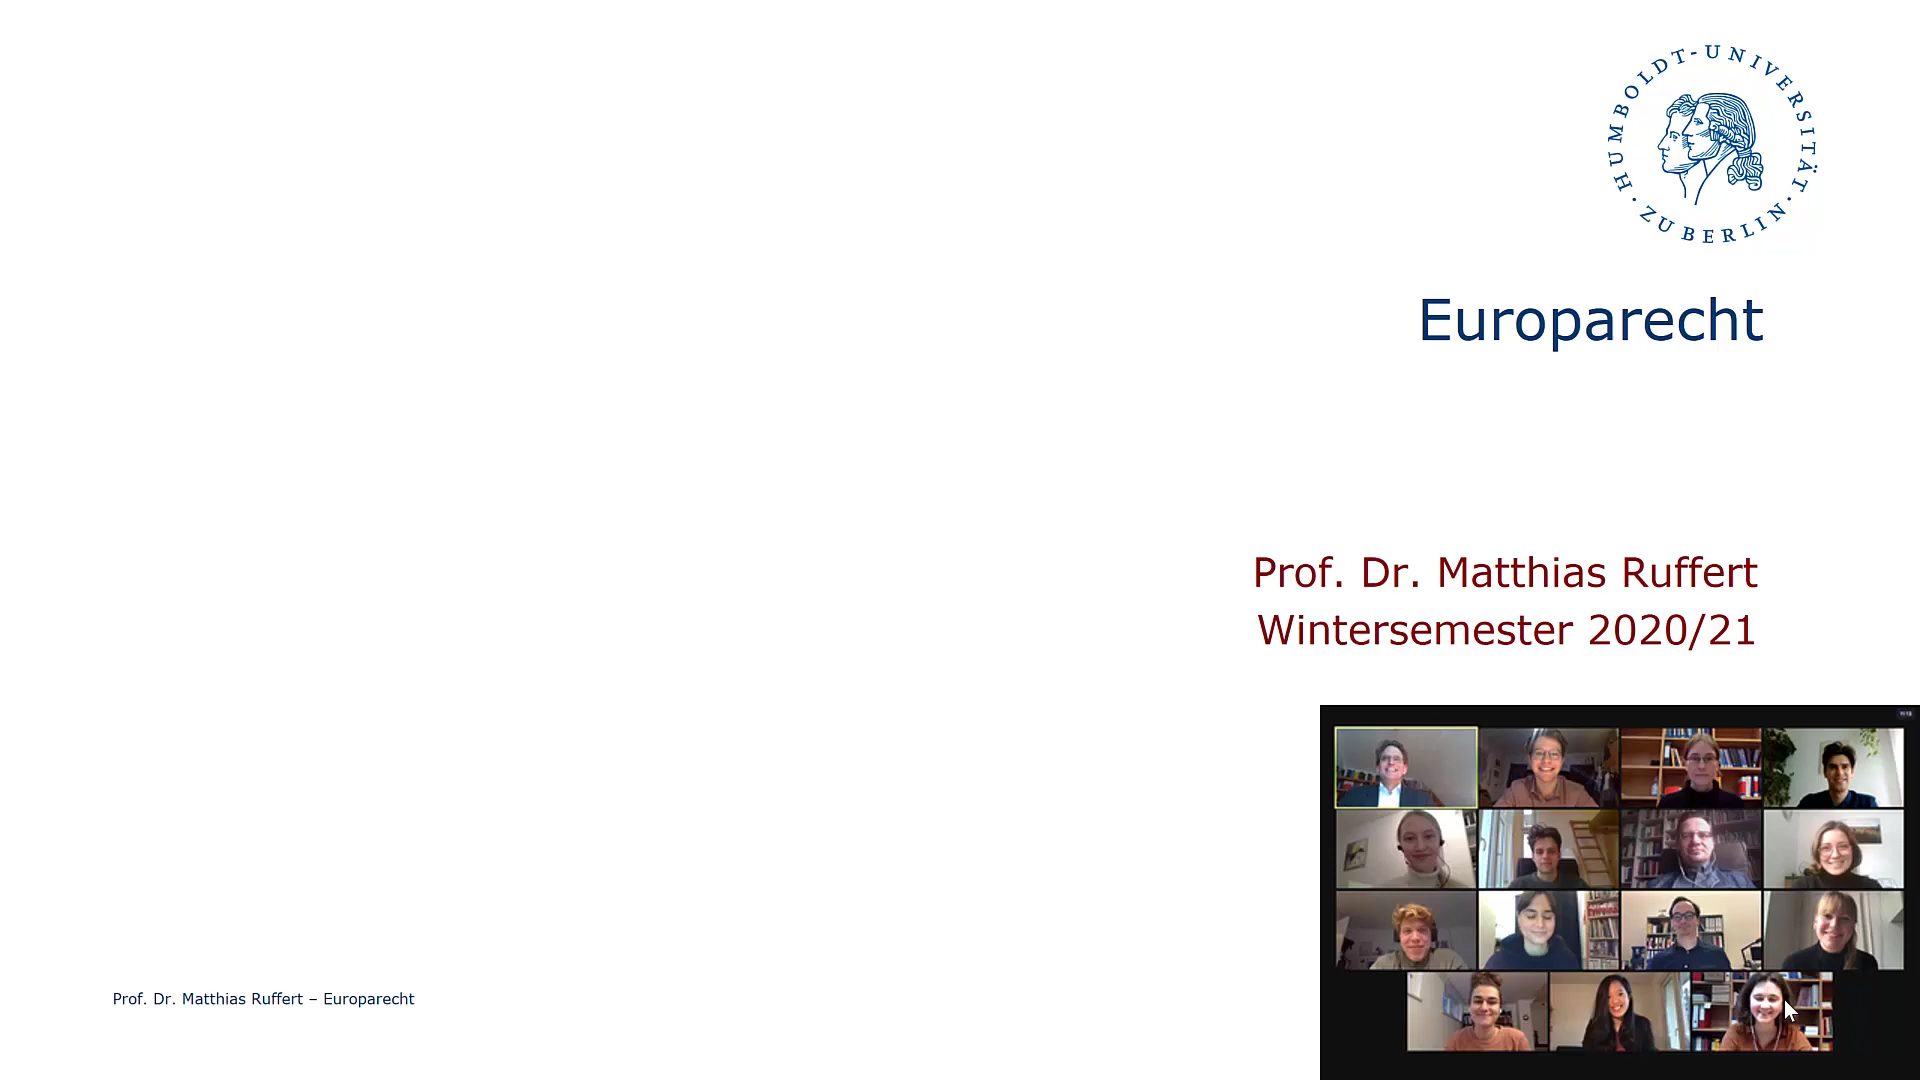 HUMBOLDT-UNIVERSITÄT · ZU BERLIN ·
Europarecht
Prof. Dr. Matthias Ruffert
Wintersemester 2020/21
Prof. Dr. Matthias Ruffert – Europarecht